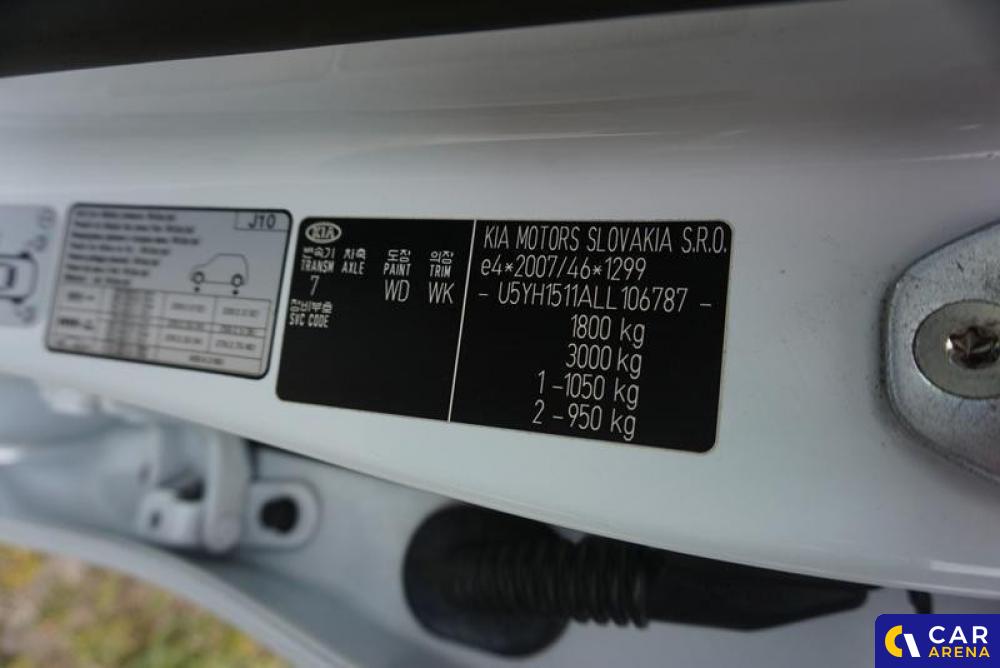 J10
KIA
변속기 차축 도장 의장
TRANSM AXLE PAINT TRIM
7 WD WK
장비부호
SVC CODE
KIA MOTORS SLOVAKIA S.R.O.
e4*2007/46*1299
- U5YH1511ALL106787 -
1800 kg
3000 kg
1 -1050 kg
2 -950 kg
CAR
ARENA